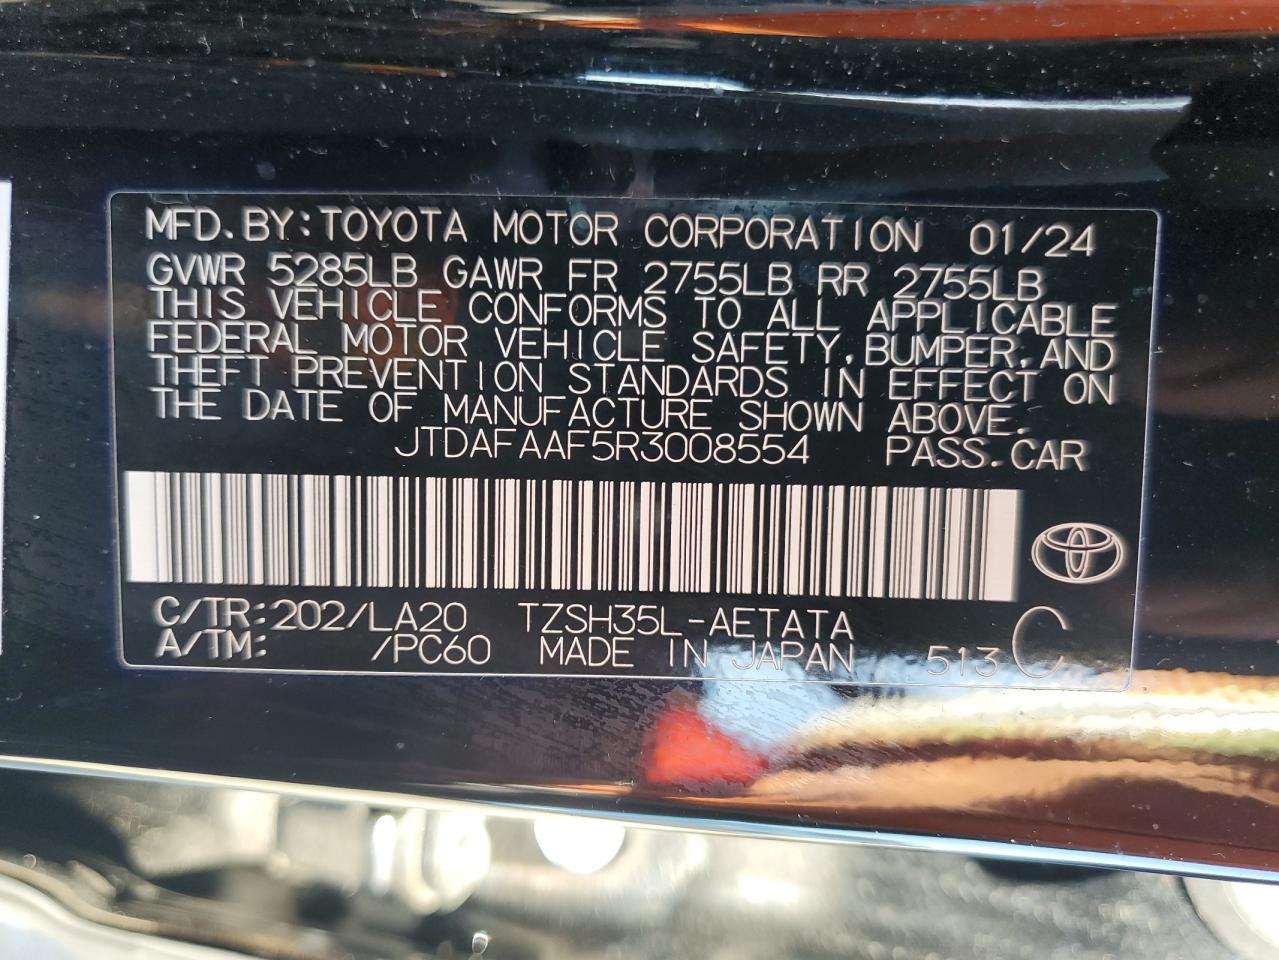 MFD.BY:TOYOTA MOTOR CORPORATION 01/24
GVWR 5285LB GAWR FR 2755LB RR 2755LB
THIS VEHICLE CONFORMS TO ALL APPLICABLE
FEDERAL MOTOR VEHICLE SAFETY,BUMPER,AND
THEFT PREVENTION STANDARDS IN EFFECT ON
THE DATE OF MANUFACTURE SHOWN ABOVE.
JTDAFAAF5R3008554 PASS.CAR
C/TR:202/LA20 TZSH35L-AETATA
A/TM: /PC60 MADE IN JAPAN 513 C